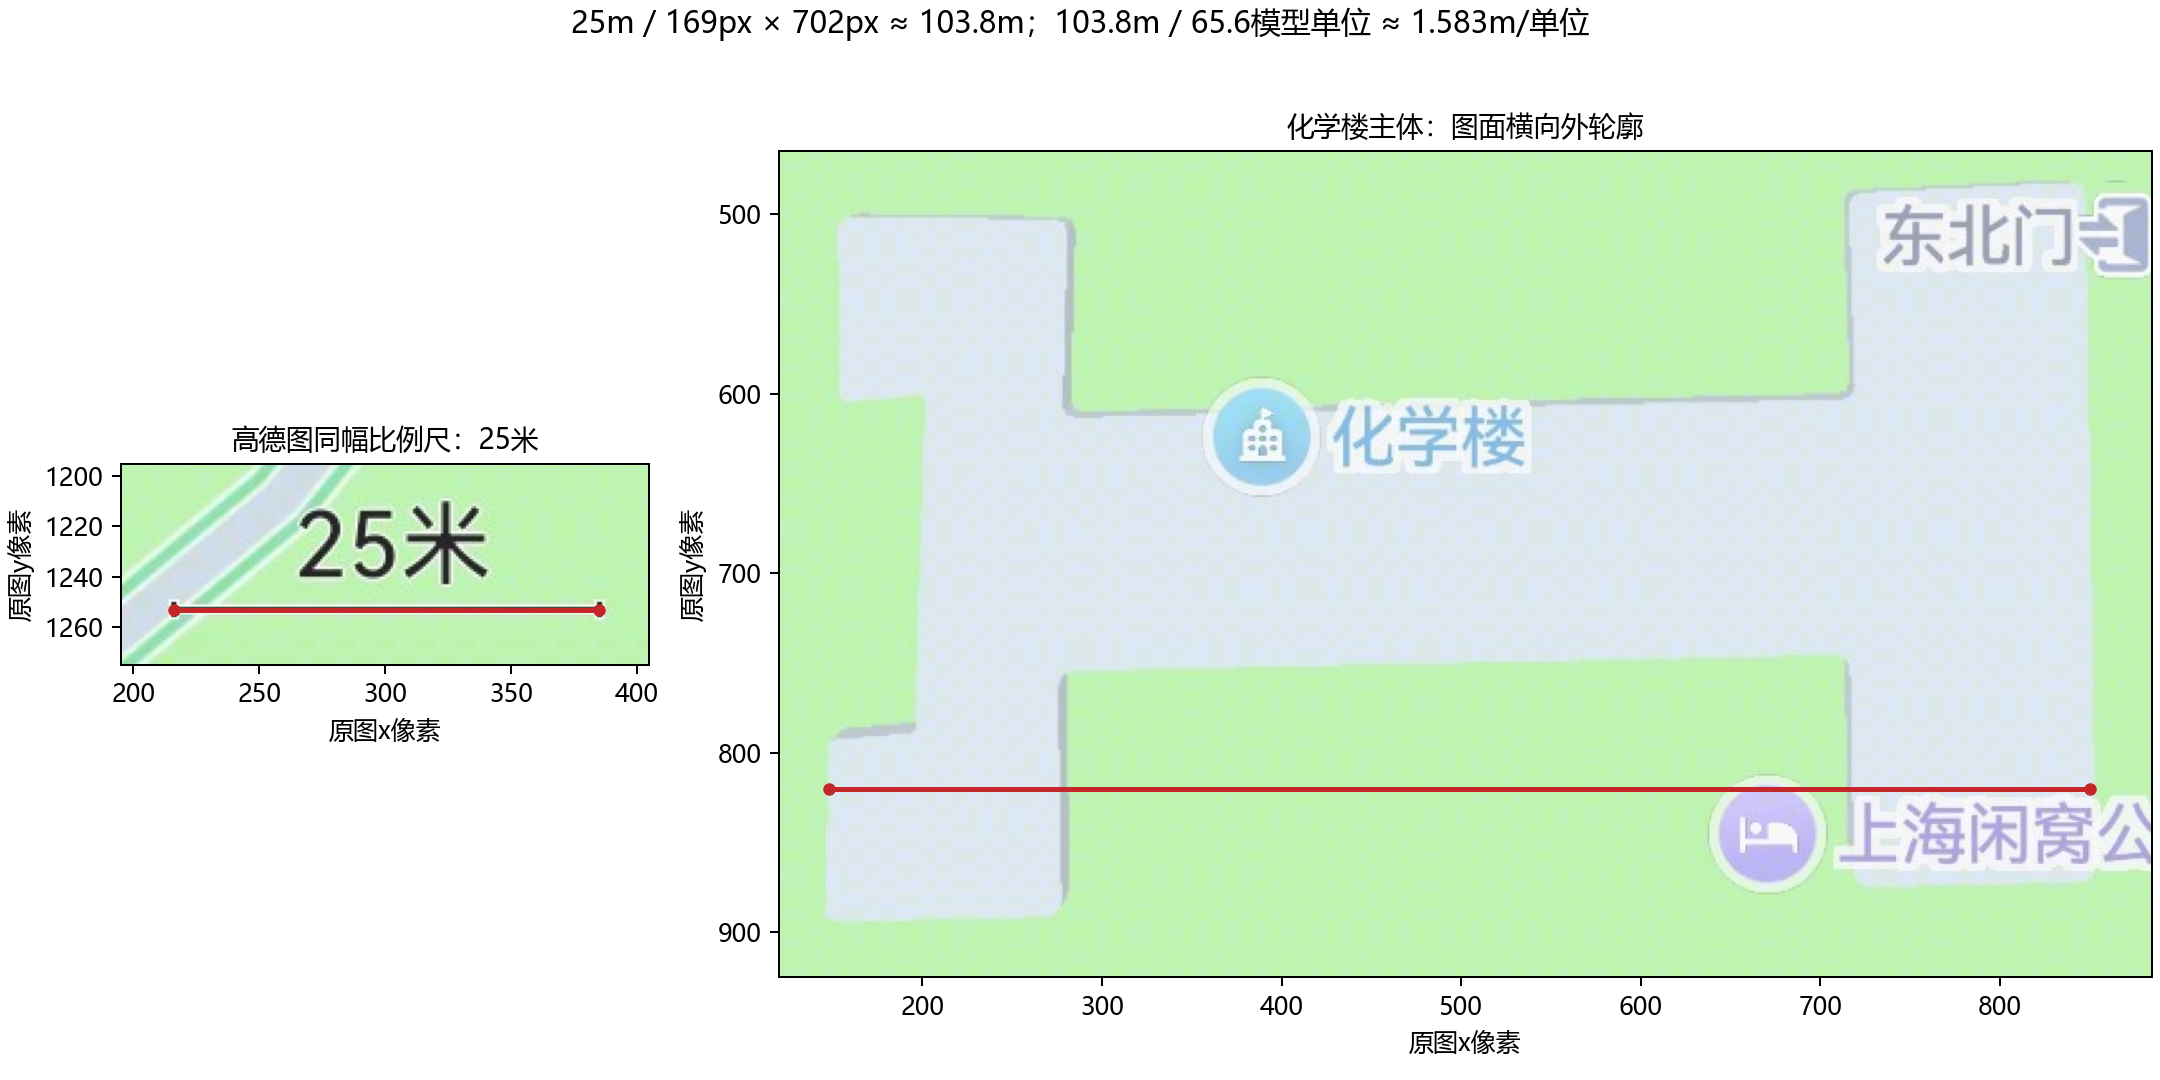 25m / 169px × 702px ≈ 103.8m；103.8m / 65.6模型单位 ≈ 1.583m/单位
高德图同幅比例尺：25米
原图y像素
1200
1220
1240
1260
25米
200
250
300
350
400
原图x像素
化学楼主体：图面横向外轮廓
原图y像素
500
600
700
800
900
东北门
化学楼
上海闲窝公
200
300
400
500
600
700
800
原图x像素